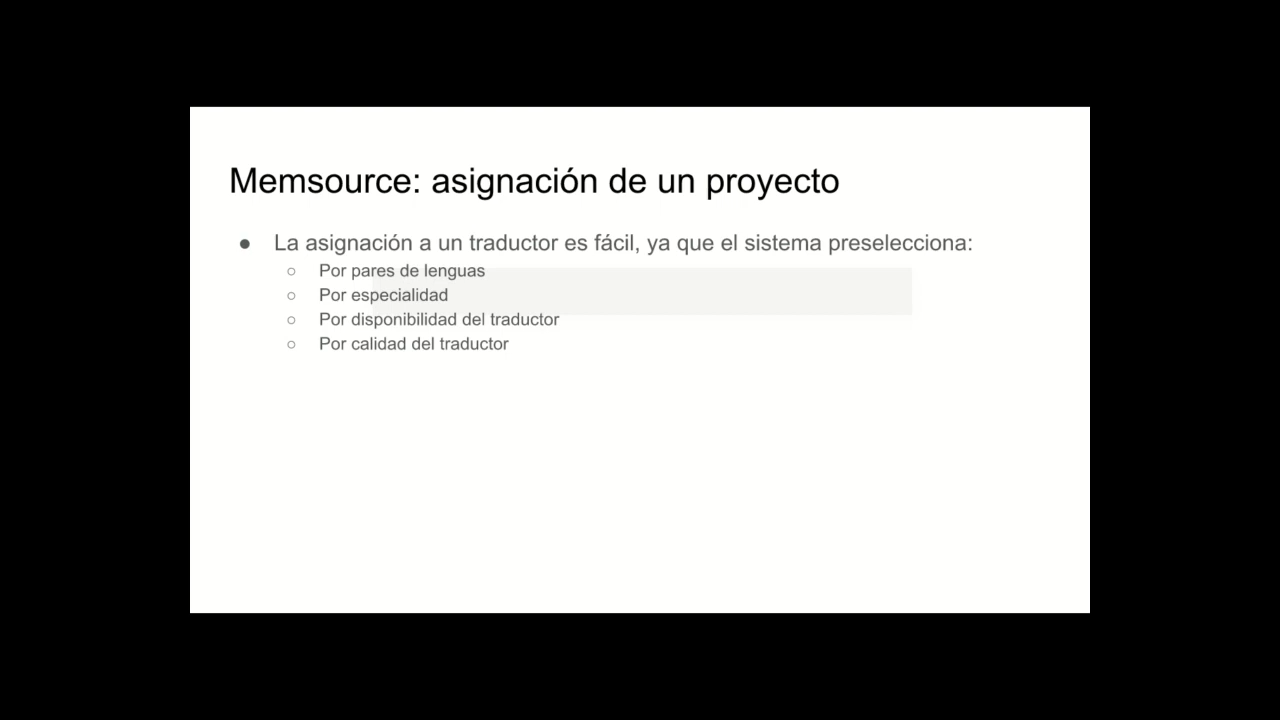 Memsource: asignación de un proyecto
● La asignación a un traductor es fácil, ya que el sistema preselecciona:
○ Por pares de lenguas
○ Por especialidad
○ Por disponibilidad del traductor
○ Por calidad del traductor